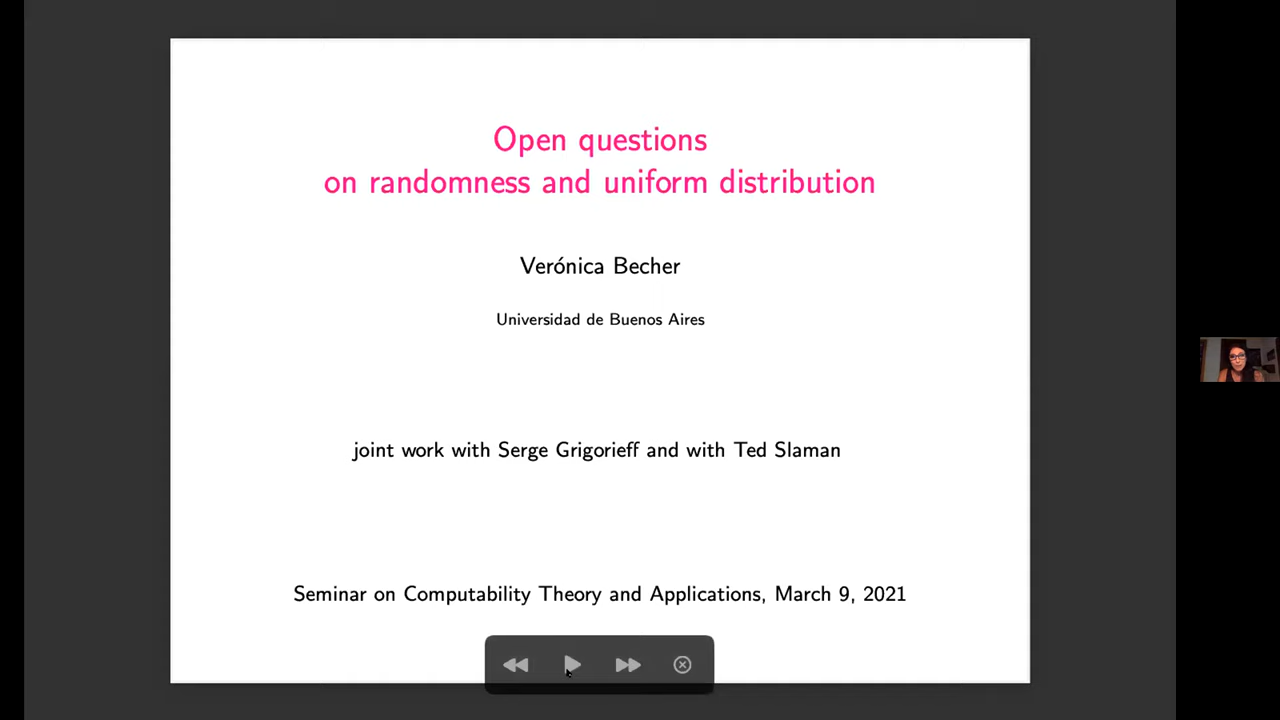 Open questions
on randomness and uniform distribution
Verónica Becher
Universidad de Buenos Aires
joint work with Serge Grigorieff and with Ted Slaman
Seminar on Computability Theory and Applications, March 9, 2021